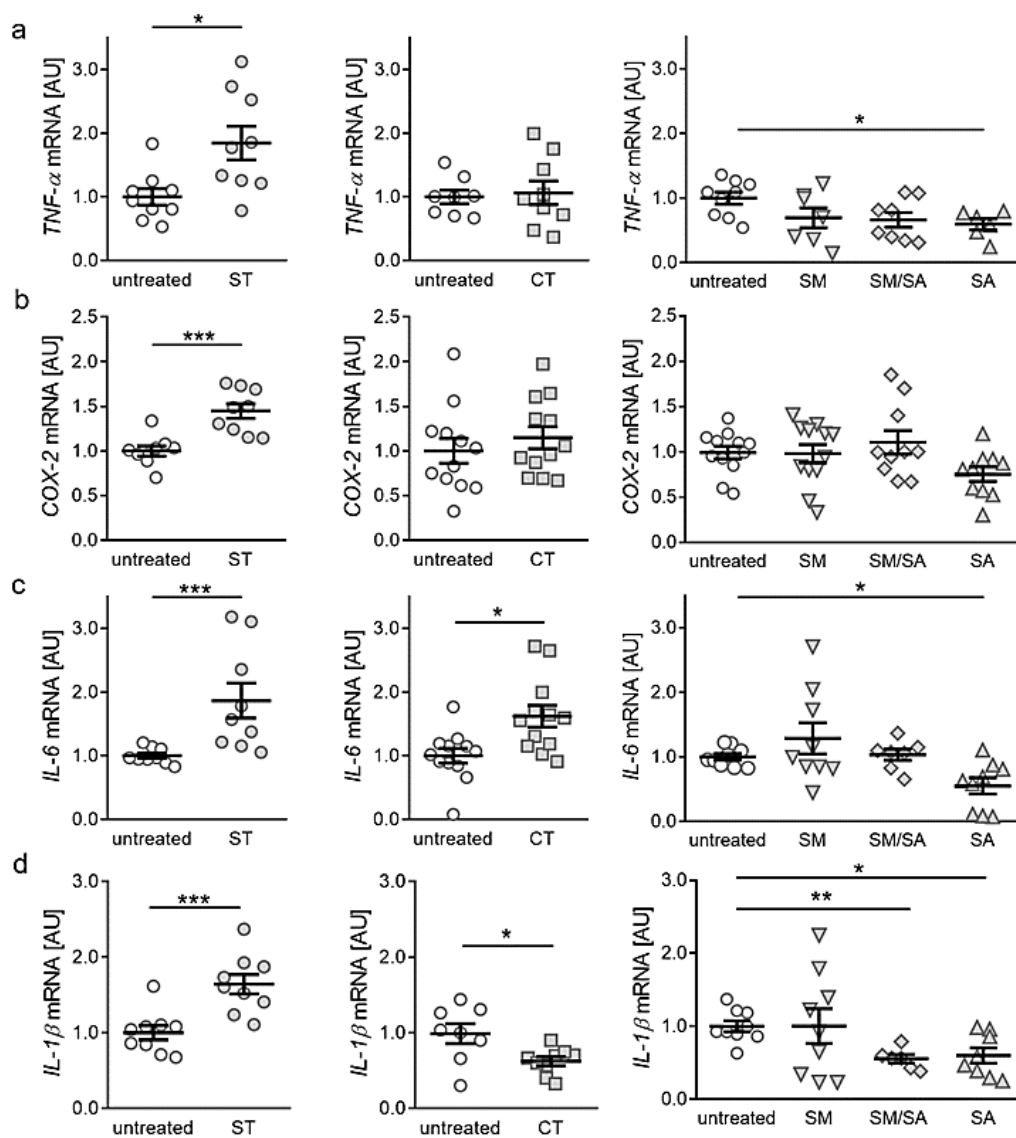 a
*
TNF-α mRNA [AU]
3.0
2.0
1.0
0.0
untreated ST
TNF-α mRNA [AU]
3.0
2.0
1.0
0.0
untreated CT
*
TNF-α mRNA [AU]
3.0
2.0
1.0
0.0
untreated SM SM/SA SA
b
***
COX-2 mRNA [AU]
2.5
2.0
1.5
1.0
0.5
0.0
untreated ST
COX-2 mRNA [AU]
2.5
2.0
1.5
1.0
0.5
0.0
untreated CT
COX-2 mRNA [AU]
2.5
2.0
1.5
1.0
0.5
0.0
untreated SM SM/SA SA
c
***
IL-6 mRNA [AU]
3.0
2.0
1.0
0.0
untreated ST
*
IL-6 mRNA [AU]
3.0
2.0
1.0
0.0
untreated CT
*
IL-6 mRNA [AU]
3.0
2.0
1.0
0.0
untreated SM SM/SA SA
d
***
IL-1β mRNA [AU]
3.0
2.0
1.0
0.0
untreated ST
*
IL-1β mRNA [AU]
3.0
2.0
1.0
0.0
untreated CT
*
**
IL-1β mRNA [AU]
3.0
2.0
1.0
0.0
untreated SM SM/SA SA